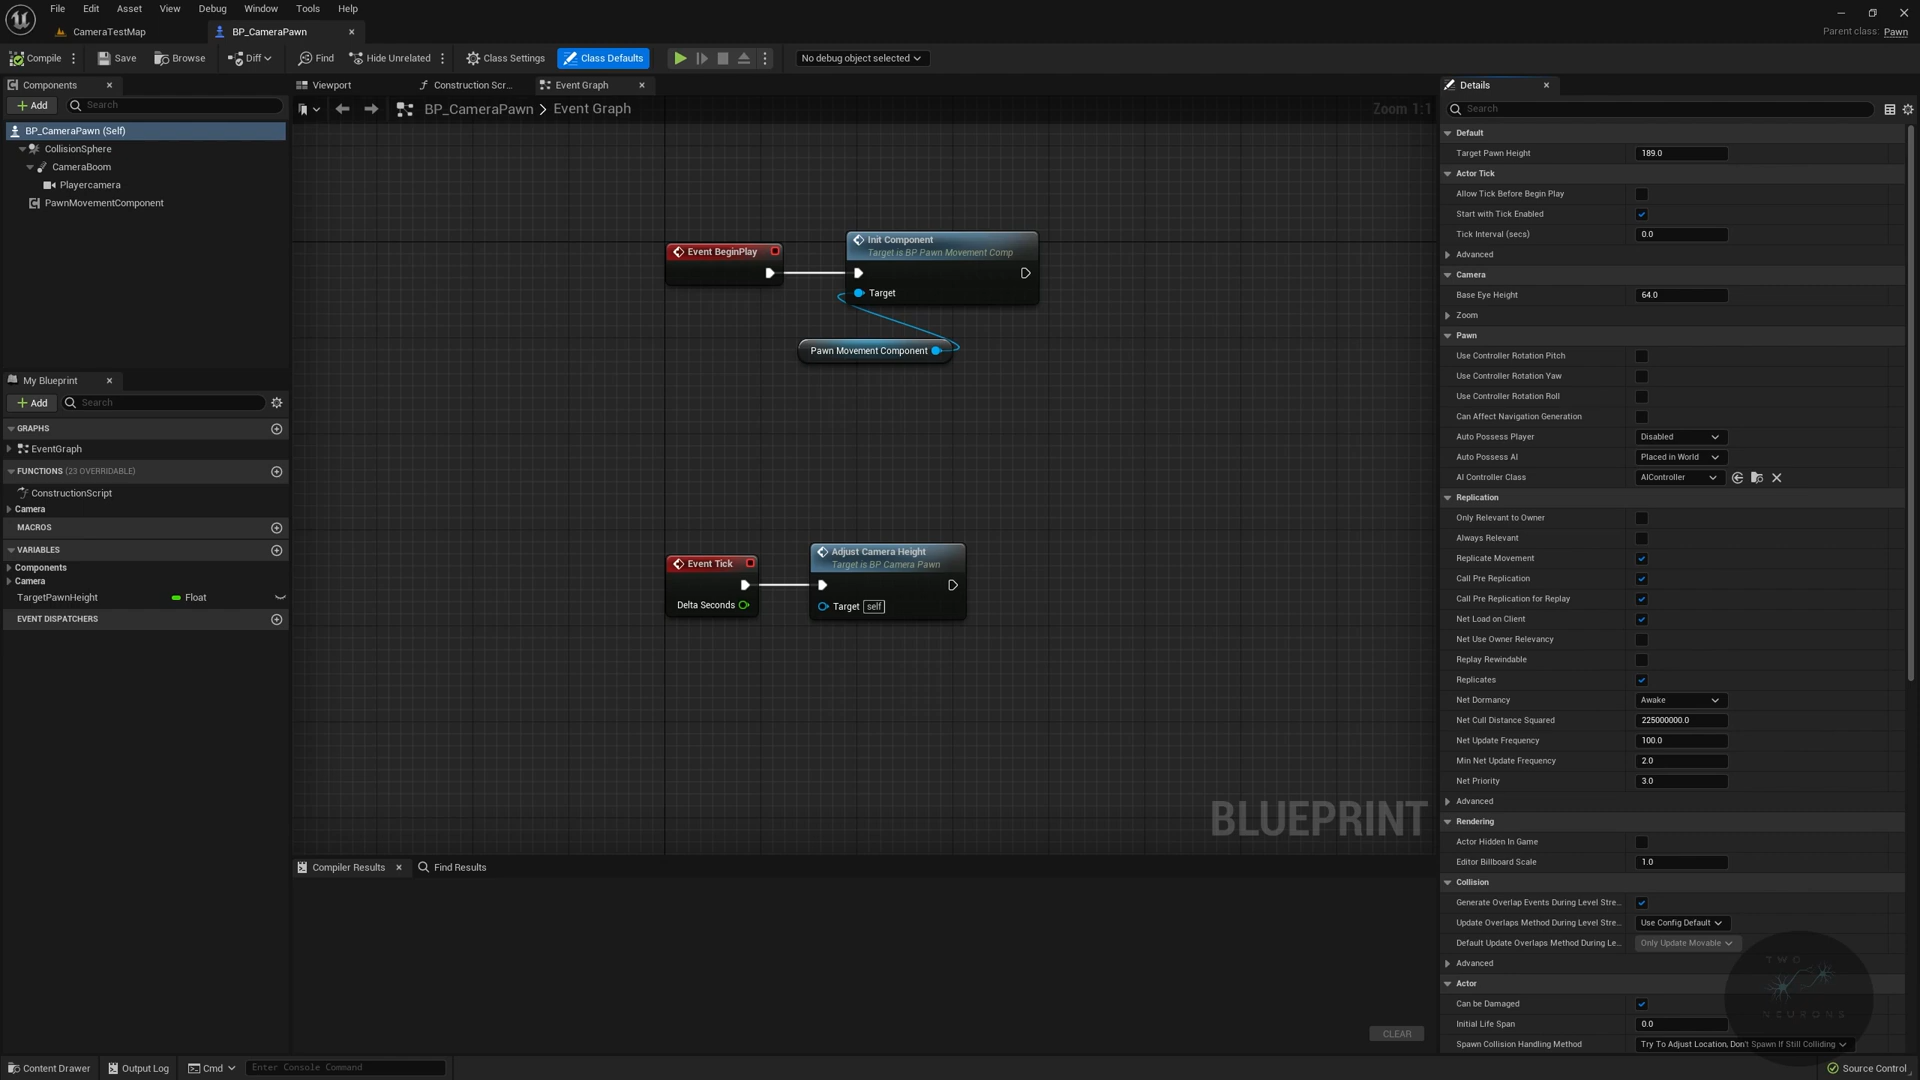 File Edit Asset View Debug Window Tools Help
CameraTestMap
BP_CameraPawn
Parent class: Pawn
Compile
Save
Browse
Diff
Find
Hide Unrelated
Class Settings
Class Defaults
No debug object selected
Components
Add
Search
BP_CameraPawn (Self)
CollisionSphere
CameraBoom
Playercamera
PawnMovementComponent
My Blueprint
Add
Search
GRAPHS
EventGraph
FUNCTIONS (23 OVERRIDABLE)
ConstructionScript
Camera
MACROS
VARIABLES
Components
Camera
TargetPawnHeight Float
EVENT DISPATCHERS
Viewport
Construction Scr...
Event Graph
BP_CameraPawn > Event Graph
Zoom 1:1
Event BeginPlay
Init Component
Target is BP Pawn Movement Comp
Target
Pawn Movement Component
Event Tick
Delta Seconds
Adjust Camera Height
Target is BP Camera Pawn
Target self
BLUEPRINT
Compiler Results
Find Results
CLEAR
Details
Search
Default
Target Pawn Height 189.0
Actor Tick
Allow Tick Before Begin Play
Start with Tick Enabled
Tick Interval (secs) 0.0
Advanced
Camera
Base Eye Height 64.0
Zoom
Pawn
Use Controller Rotation Pitch
Use Controller Rotation Yaw
Use Controller Rotation Roll
Can Affect Navigation Generation
Auto Possess Player Disabled
Auto Possess AI Placed in World
AI Controller Class AIController
Replication
Only Relevant to Owner
Always Relevant
Replicate Movement
Call Pre Replication
Call Pre Replication for Replay
Net Load on Client
Net Use Owner Relevancy
Replay Rewindable
Replicates
Net Dormancy Awake
Net Cull Distance Squared 225000000.0
Net Update Frequency 100.0
Min Net Update Frequency 2.0
Net Priority 3.0
Advanced
Rendering
Actor Hidden In Game
Editor Billboard Scale 1.0
Collision
Generate Overlap Events During Level Stre...
Update Overlaps Method During Level Stre... Use Config Default
Default Update Overlaps Method During Le... Only Update Movable
Advanced
Actor
Can be Damaged
Initial Life Span 0.0
Spawn Collision Handling Method Try To Adjust Location, Don't Spawn If Still Colliding
TWO
NEURONS
Content Drawer
Output Log
Cmd
Enter Console Command
Source Control